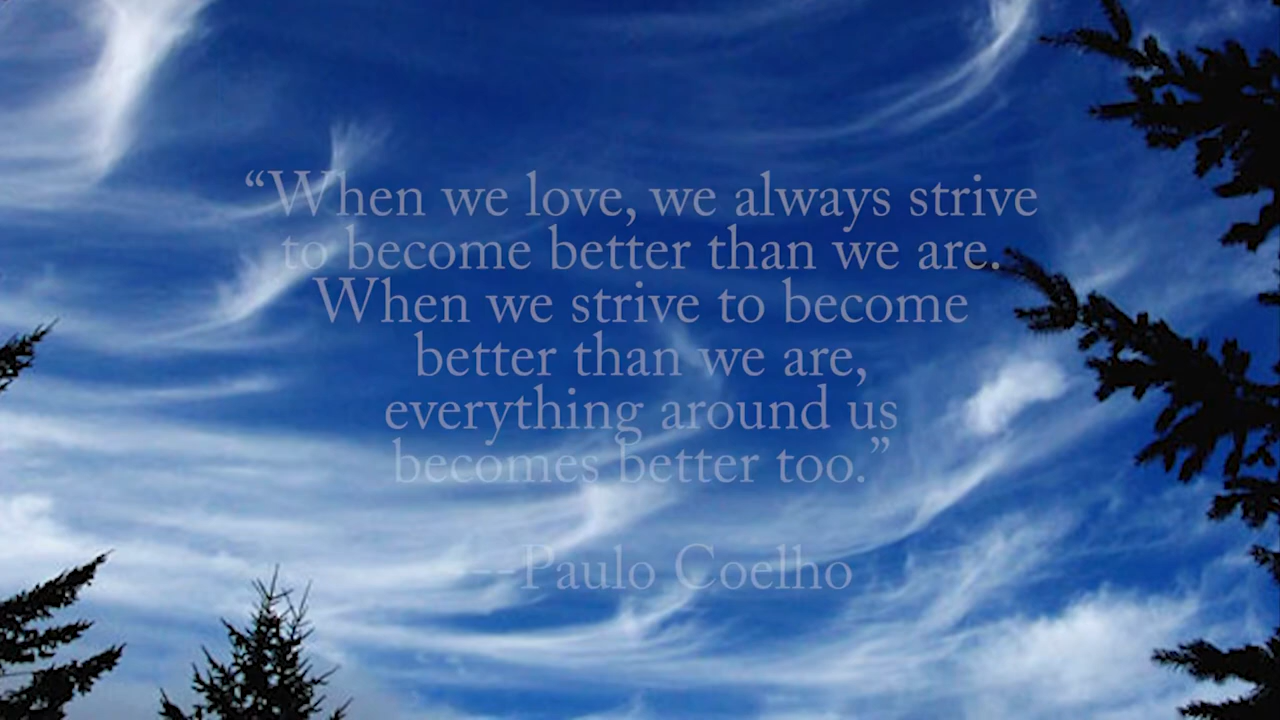 “When we love, we always strive
to become better than we are.
When we strive to become
better than we are,
everything around us
becomes better too.”
--Paulo Coelho